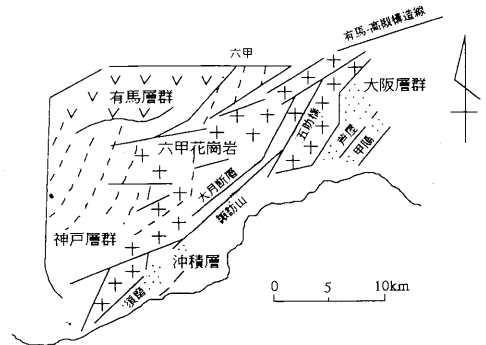 有馬-高槻構造線
六甲
有馬層群
大阪層群
六甲花崗岩
五助橋
芦屋
甲陽
大月断層
諏訪山
神戸層群
沖積層
須磨
0 5 10km